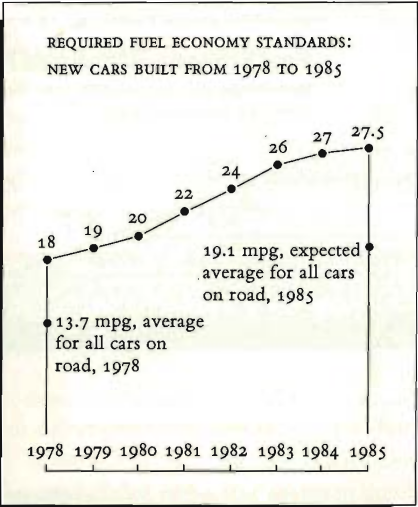 REQUIRED FUEL ECONOMY STANDARDS:
NEW CARS BUILT FROM 1978 TO 1985
18
19
20
22
24
26
27
27.5
19.1 mpg, expected
average for all cars
on road, 1985
13.7 mpg, average
for all cars on
road, 1978
1978 1979 1980 1981 1982 1983 1984 1985